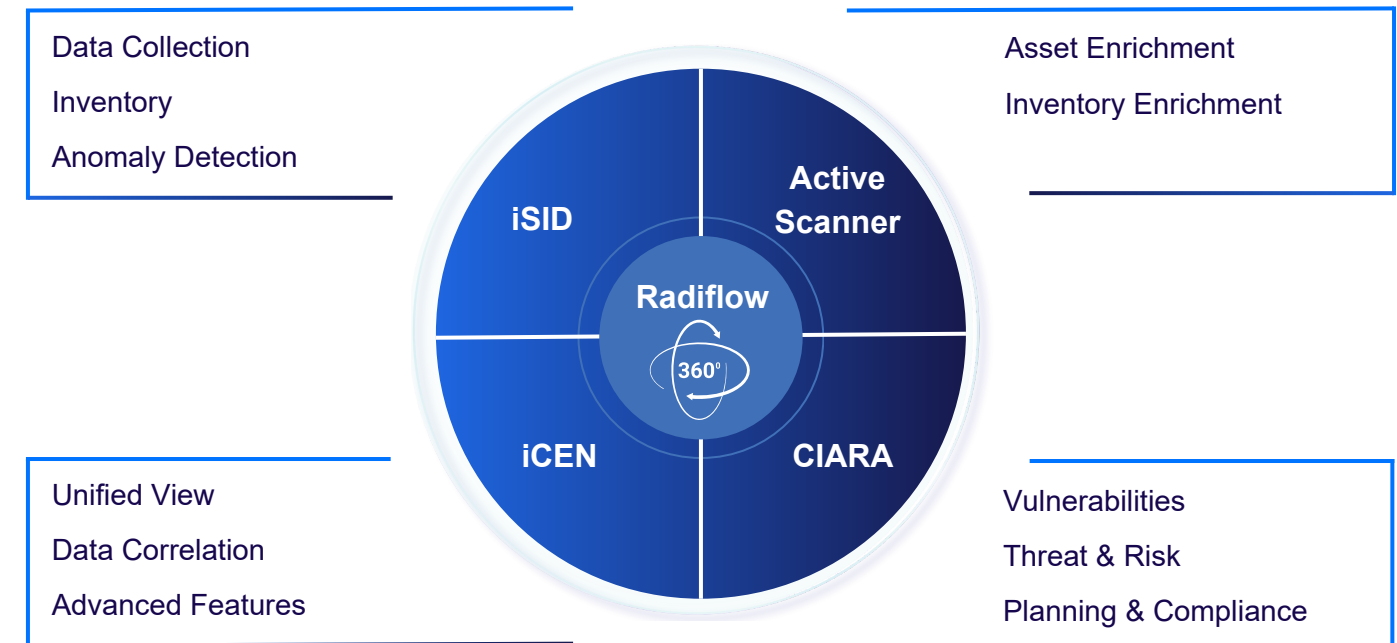 Data Collection
Inventory
Anomaly Detection
Asset Enrichment
Inventory Enrichment
iSID
Active
Scanner
Radiflow
360°
iCEN
CIARA
Unified View
Data Correlation
Advanced Features
Vulnerabilities
Threat & Risk
Planning & Compliance